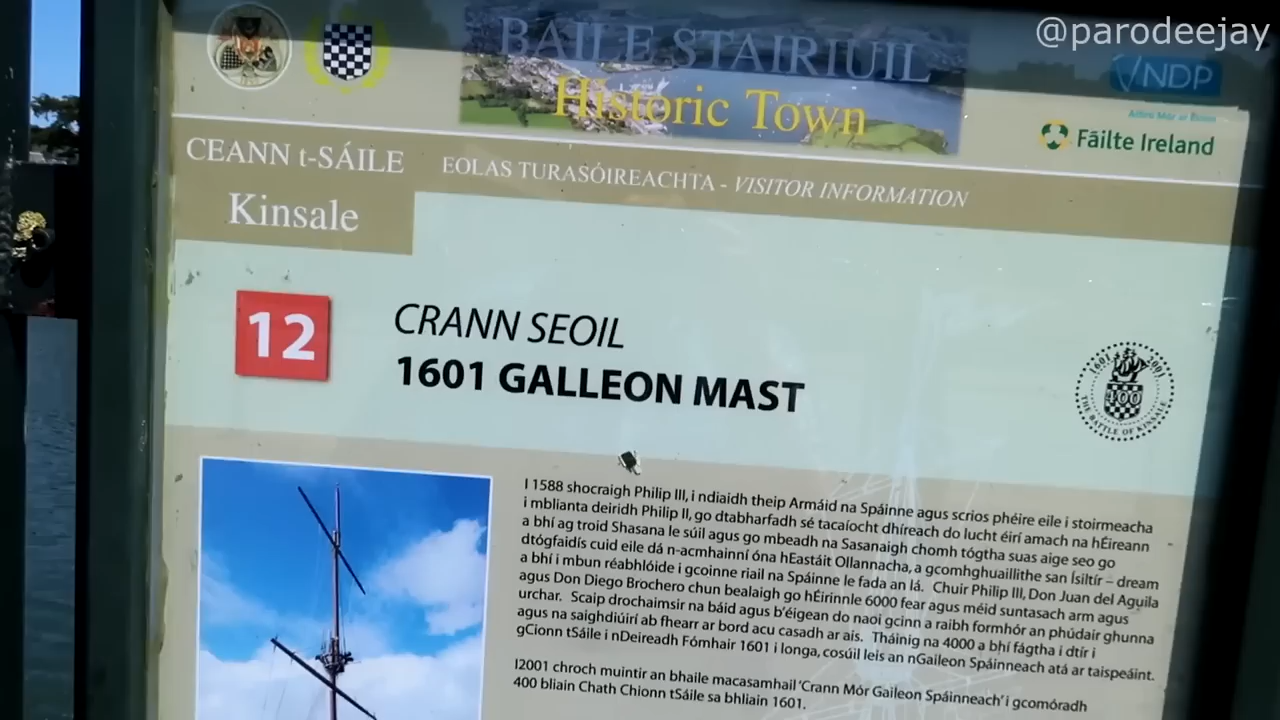 @parodeejay
BAILE STAIRIUIL
Historic Town
NDP
Fáilte Ireland
CEANN t-SÁILE
Kinsale
EOLAS TURASÓIREACHTA - VISITOR INFORMATION
12
CRANN SEOIL
1601 GALLEON MAST
1601 2001
400
THE BATTLE OF KINSALE
I 1588 shocraigh Philip III, i ndiaidh theip Armáid na Spáinne agus scrios phéire eile i stoirmeacha
i mblianta deiridh Philip II, go dtabharfadh sé tacaíocht dhíreach do lucht éirí amach na hÉireann
a bhí ag troid Shasana le súil agus go mbeadh na Sasanaigh chomh tógtha suas aige seo go
dtógfaidís cuid eile dá n-acmhainní óna hEastáit Ollannacha, a gcomhghuaillithe san Ísiltír – dream
a bhí i mbun réabhlóide i gcoinne riail na Spáinne le fada an lá. Chuir Philip III, Don Juan del Aguila
agus Don Diego Brochero chun bealaigh go hÉirinnle 6000 fear agus méid suntasach arm agus
urchar. Scaip drochaimsir na báid agus b'éigean do naoi gcinn a raibh formhór an phúdair ghunna
agus na saighdiúirí ab fhearr ar bord acu casadh ar ais. Tháinig na 4000 a bhí fágtha i dtír i
gCionn tSáile i nDeireadh Fómhair 1601 i longa, cosúil leis an nGaileon Spáinneach atá ar taispeáint.
I2001 chroch muintir an bhaile macasamhail 'Crann Mór Gaileon Spáinneach' i gcomóradh
400 bliain Chath Chionn tSáile sa bhliain 1601.